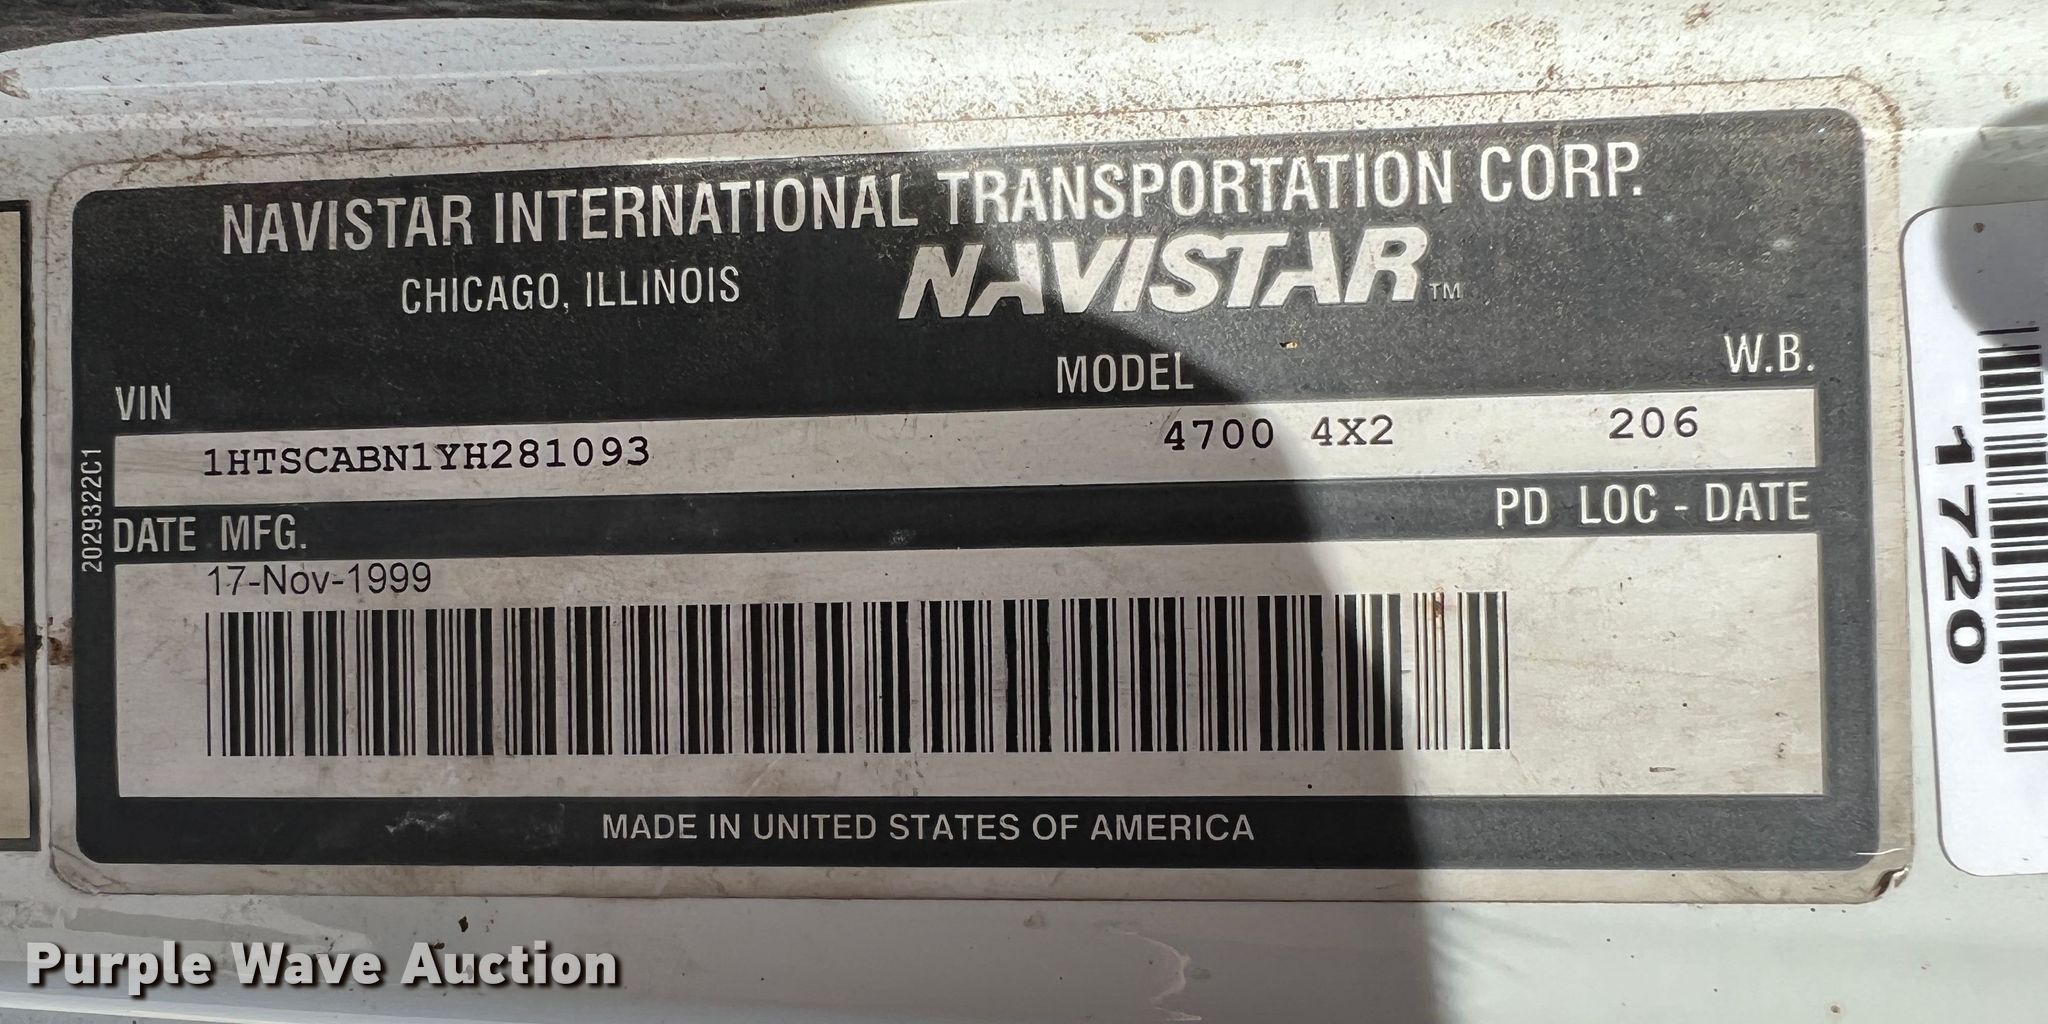 NAVISTAR INTERNATIONAL TRANSPORTATION CORP.
CHICAGO, ILLINOIS NAVISTAR™
VIN MODEL W.B.
1HTSCABN1YH281093 4700 4X2 206
DATE MFG. PD LOC - DATE
17-Nov-1999
MADE IN UNITED STATES OF AMERICA
2029322C1
1720
Purple Wave Auction